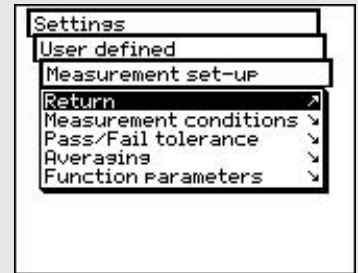 Settings
User defined
Measurement set-up
Return
Measurement conditions
Pass/Fail tolerance
Averaging
Function parameters